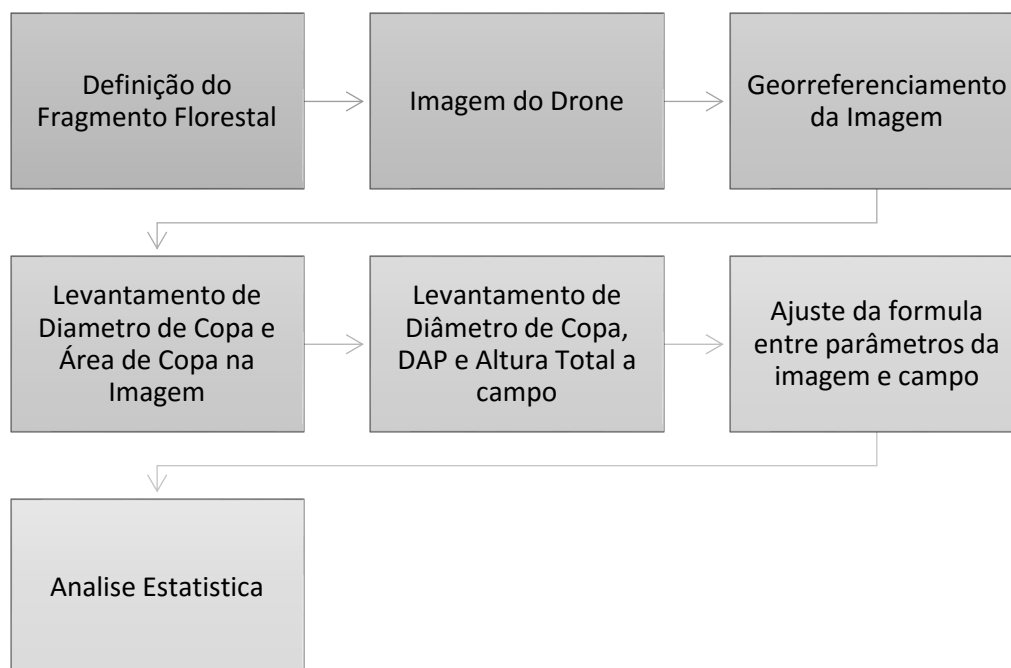 Definição do
Fragmento Florestal
Imagem do Drone
Georreferenciamento
da Imagem
Levantamento de
Diametro de Copa e
Área de Copa na
Imagem
Levantamento de
Diâmetro de Copa,
DAP e Altura Total a
campo
Ajuste da formula
entre parâmetros da
imagem e campo
Analise Estatistica